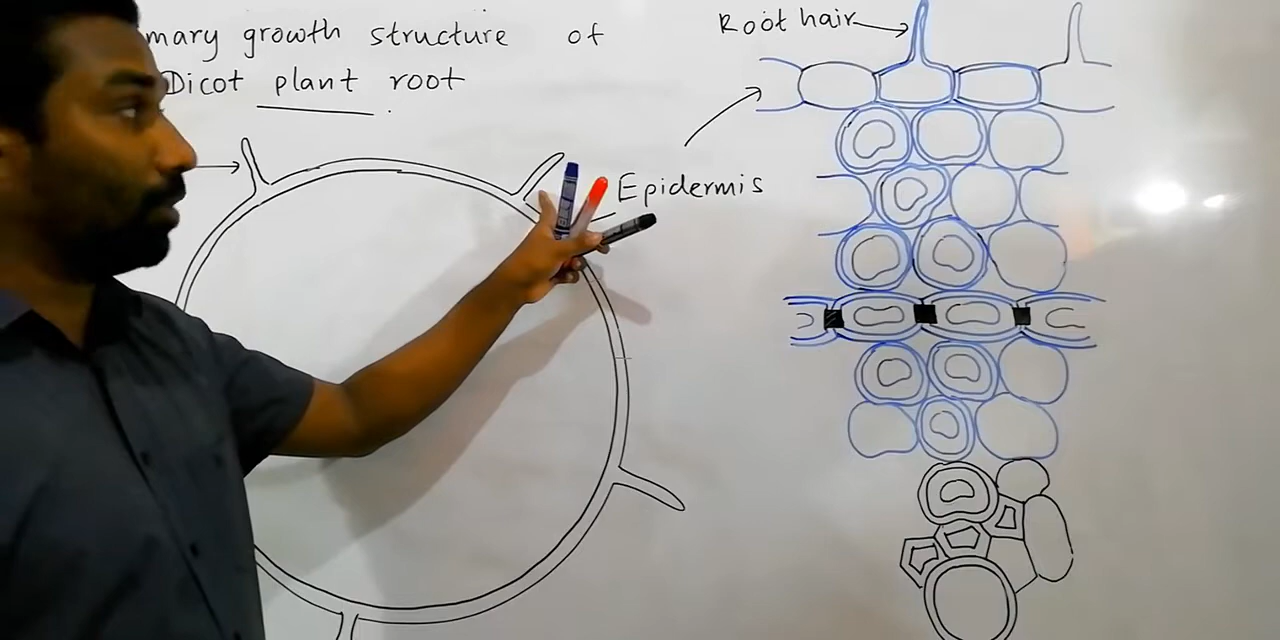 mary growth structure of
Dicot plant root
Root hair
Epidermis